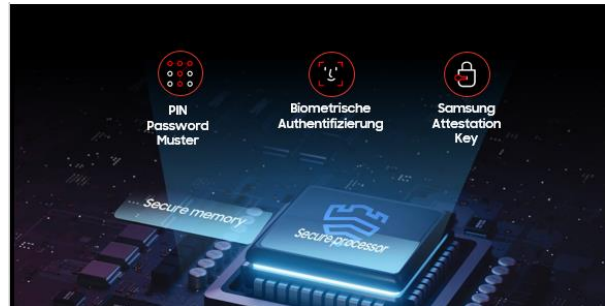 PIN
Password
Muster
Biometrische
Authentifizierung
Samsung
Attestation
Key
Secure memory
Secure processor